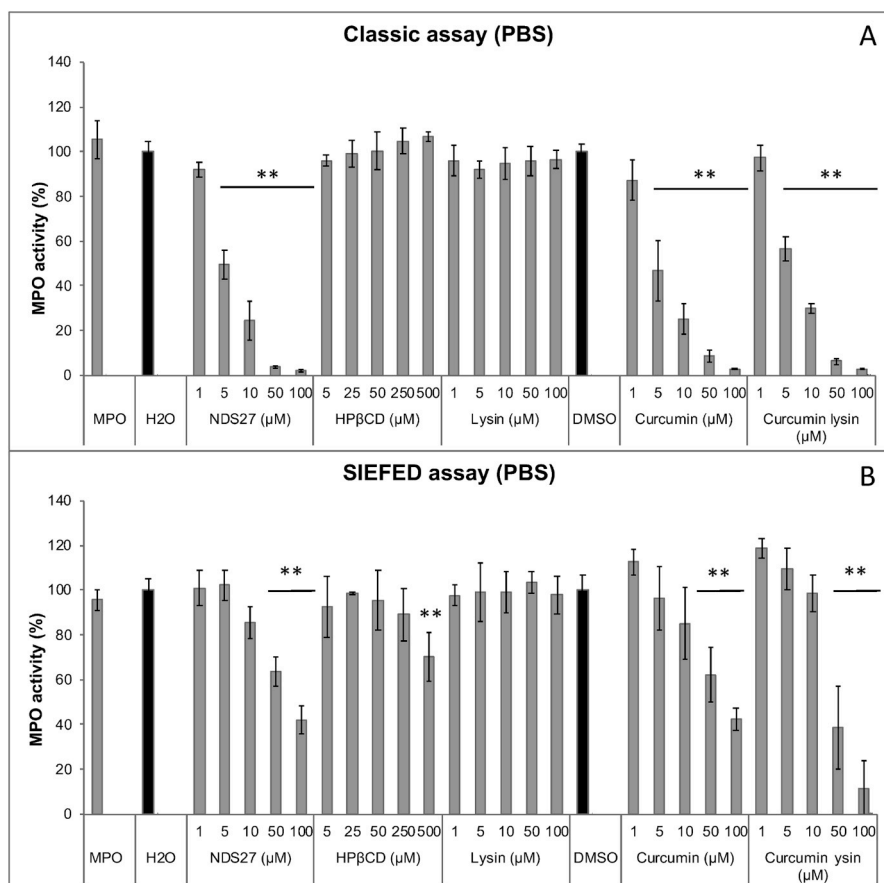 Classic assay (PBS)
A
MPO activity (%)
140
120
100
80
60
40
20
0
**
**
**
1 5 10 50 100 5 25 50 250 500 1 5 10 50 100 1 5 10 50 100 1 5 10 50 100
MPO H2O NDS27 (µM) HPβCD (µM) Lysin (µM) DMSO Curcumin (µM) Curcumin lysin
(µM)
SIEFED assay (PBS)
B
MPO activity (%)
140
120
100
80
60
40
20
0
**
**
**
**
1 5 10 50 100 5 25 50 250 500 1 5 10 50 100 1 5 10 50 100 1 5 10 50 100
MPO H2O NDS27 (µM) HPβCD (µM) Lysin (µM) DMSO Curcumin (µM) Curcumin ysin
(µM)